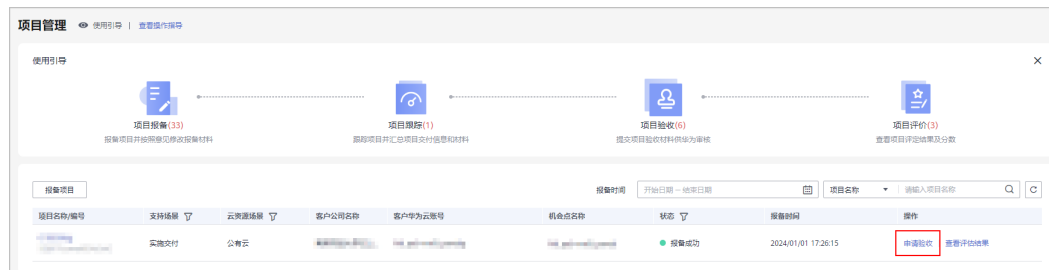 项目管理 使用引导 | 查看操作指导
使用引导
项目报备(33) 项目跟踪(1) 项目验收(6) 项目评价(3)
报备项目并按照意见修改报备材料 跟踪项目并汇总项目交付信息和材料 提交项目验收材料供华为审核 查看项目评定结果及分数
报备项目 报备时间 开始日期 – 结束日期 项目名称 请输入项目名称
项目名称/编号 支持场景 云资源场景 客户公司名称 客户华为云账号 机会点名称 状态 报备时间 操作
实施交付 公有云 报备成功 2024/01/01 17:26:15 申请验收 查看评估结果